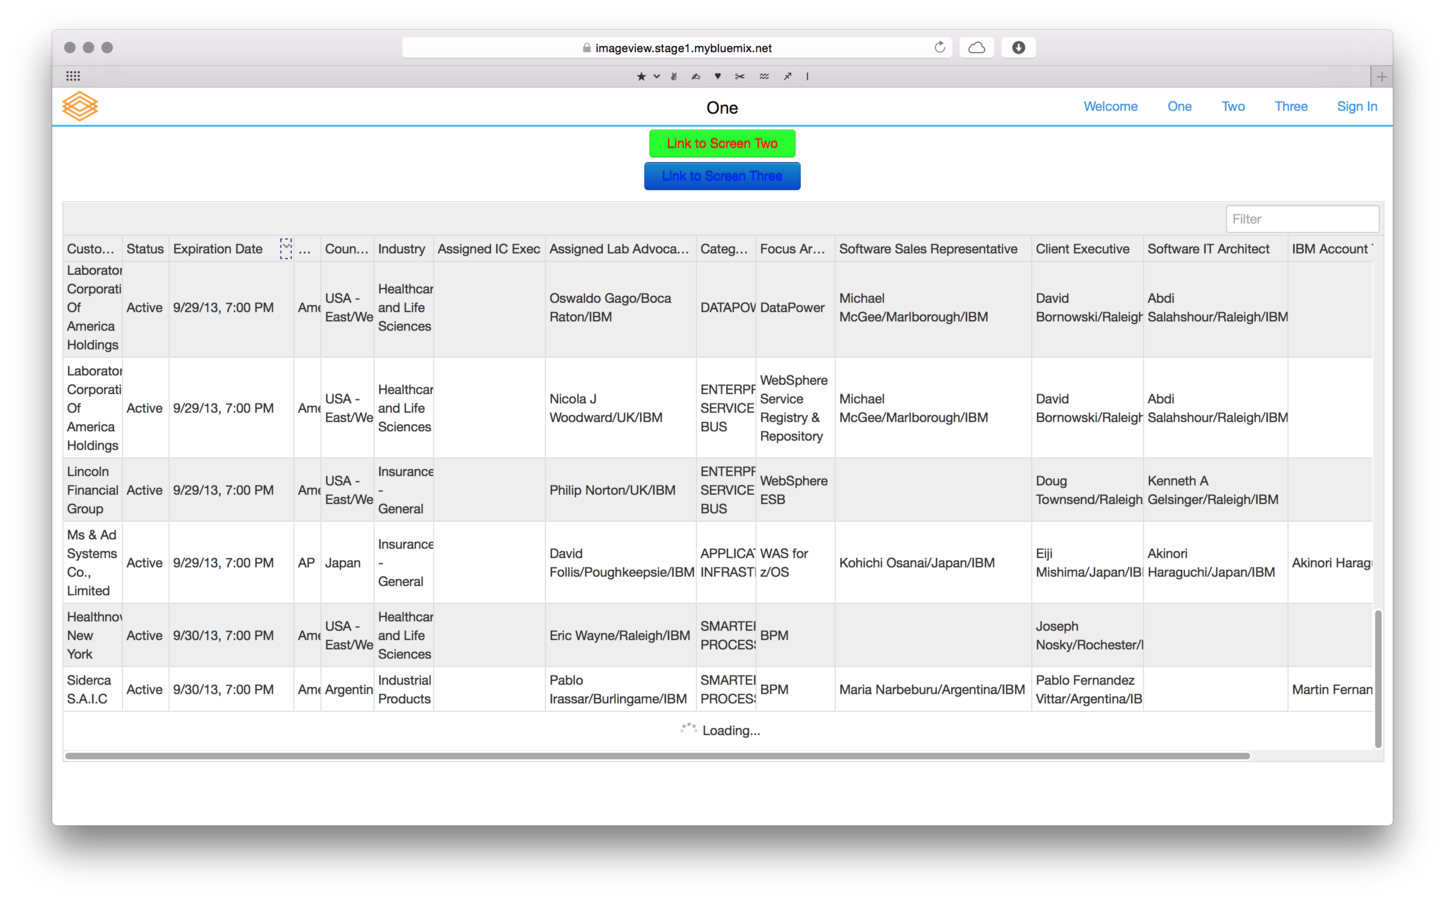 imageview.stage1.mybluemix.net
One
Welcome One Two Three Sign In
Link to Screen Two
Link to Screen Three
Filter
Custo... Status Expiration Date ... Coun... Industry Assigned IC Exec Assigned Lab Advoca... Categ... Focus Ar... Software Sales Representative Client Executive Software IT Architect IBM Account
Laborator
Corporati
Of
America
Holdings
Active
9/29/13, 7:00 PM
Ame
USA -
East/We
Healthcar
and Life
Sciences
Oswaldo Gago/Boca
Raton/IBM
DATAPOW
DataPower
Michael
McGee/Marlborough/IBM
David
Bornowski/Raleigh
Abdi
Salahshour/Raleigh/IBM
Laborator
Corporati
Of
America
Holdings
Active
9/29/13, 7:00 PM
Ame
USA -
East/We
Healthcar
and Life
Sciences
Nicola J
Woodward/UK/IBM
ENTERPR
SERVICE
BUS
WebSphere
Service
Registry &
Repository
Michael
McGee/Marlborough/IBM
David
Bornowski/Raleigh
Abdi
Salahshour/Raleigh/IBM
Lincoln
Financial
Group
Active
9/29/13, 7:00 PM
Ame
USA -
East/We
Insurance
-
General
Philip Norton/UK/IBM
ENTERPR
SERVICE
BUS
WebSphere
ESB
Doug
Townsend/Raleigh
Kenneth A
Gelsinger/Raleigh/IBM
Ms & Ad
Systems
Co.,
Limited
Active
9/29/13, 7:00 PM
AP
Japan
Insurance
-
General
David
Follis/Poughkeepsie/IBM
APPLICAT
INFRAST
WAS for
z/OS
Kohichi Osanai/Japan/IBM
Eiji
Mishima/Japan/IB
Akinori
Haraguchi/Japan/IBM
Akinori Harag
Healthnov
New
York
Active
9/30/13, 7:00 PM
Ame
USA -
East/We
Healthcar
and Life
Sciences
Eric Wayne/Raleigh/IBM
SMARTER
PROCESS
BPM
Joseph
Nosky/Rochester/I
Siderca
S.A.I.C
Active
9/30/13, 7:00 PM
Ame
Argentin
Industrial
Products
Pablo
Irassar/Burlingame/IBM
SMARTER
PROCESS
BPM
Maria Narbeburu/Argentina/IBM
Pablo Fernandez
Vittar/Argentina/IB
Martin Fernan
Loading...